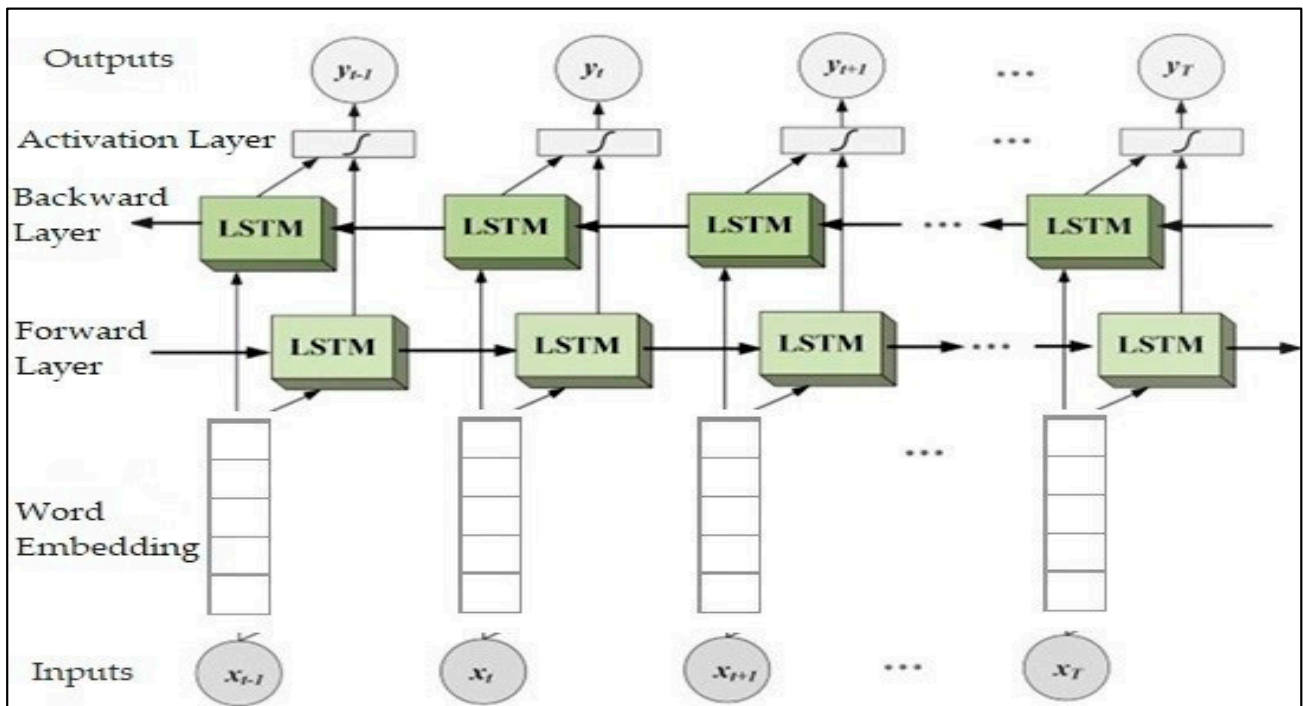 Outputs
y_{t-1} y_t y_{t+1} ... y_T
Activation Layer ∫ ∫ ∫ ... ∫
Backward
Layer
LSTM LSTM LSTM ... LSTM
Forward
Layer
LSTM LSTM LSTM ... LSTM
...
Word
Embedding
Inputs
x_{t-1} x_t x_{t+1} ... x_T